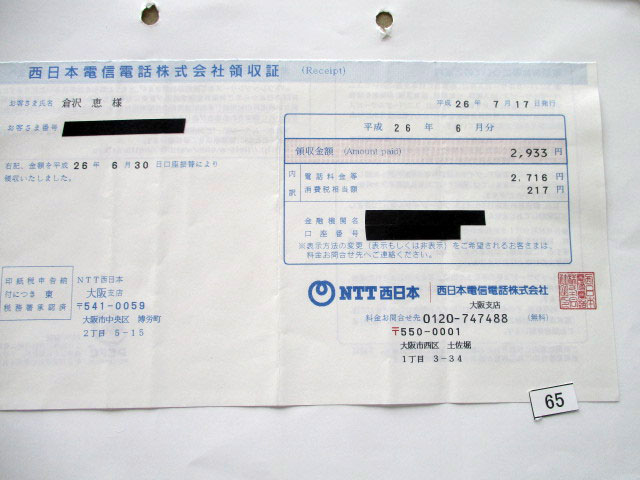 西日本電信電話株式会社領収証 (Receipt)
お客さま氏名 倉沢 恵 様
お客さま番号
右記、金額を平成 26 年 6 月 30 日口座振替により
領収いたしました。
平成 26 年 7 月 17 日発行
平成 26 年 6 月分
領収金額 (Amount paid) 2,933 円
内訳
電話料金等 2,716 円
消費税相当額 217 円
金融機関名
口座番号
※表示方法の変更(表示もしくは非表示)をご希望されるお客さまは、
料金お問合せ先へご連絡ください。
印紙税申告納
付につき 東
税務署承認済
NTT西日本
大阪支店
〒541-0059
大阪市中央区 博労町
2丁目 5-15
NTT西日本 西日本電信電話株式会社
大阪支店
料金お問合せ先 0120-747488 (無料)
〒550-0001
大阪市西区 土佐堀
1丁目 3-34
65